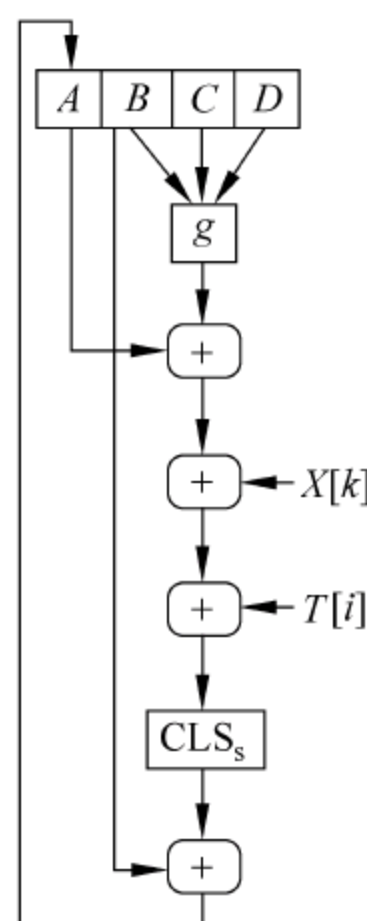 A B C D
g
+
+ X[k]
+ T[i]
CLSs
+